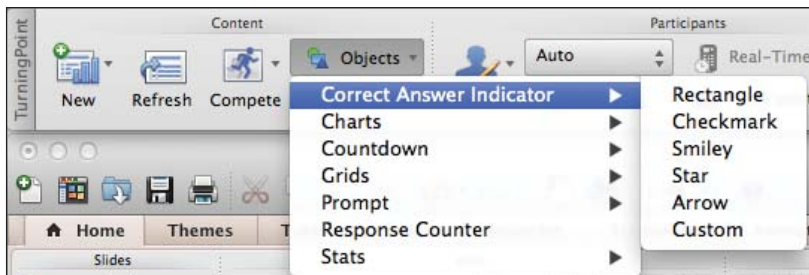 TurningPoint
Content
Participants
New
Refresh
Compete
Objects
Auto
Real-Time
Correct Answer Indicator
Charts
Countdown
Grids
Prompt
Response Counter
Stats
Rectangle
Checkmark
Smiley
Star
Arrow
Custom
Home
Themes
Slides